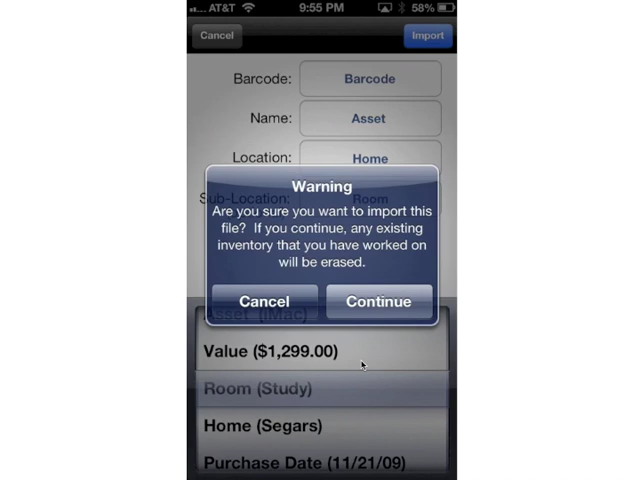 AT&T 9:55 PM 58%
Cancel Import
Barcode: Barcode
Name: Asset
Location: Home
Sub-Location: Room
Warning
Are you sure you want to import this
file? If you continue, any existing
inventory that you have worked on
will be erased.
Cancel Continue
Asset (iMac)
Value ($1,299.00)
Room (Study)
Home (Segars)
Purchase Date (11/21/09)